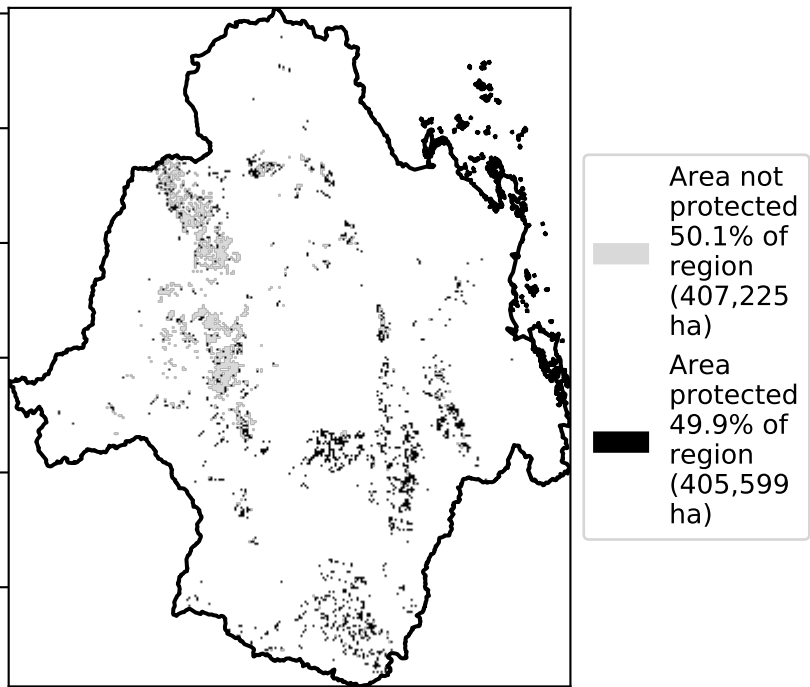 Area not
protected
50.1% of
region
(407,225
ha)
Area
protected
49.9% of
region
(405,599
ha)